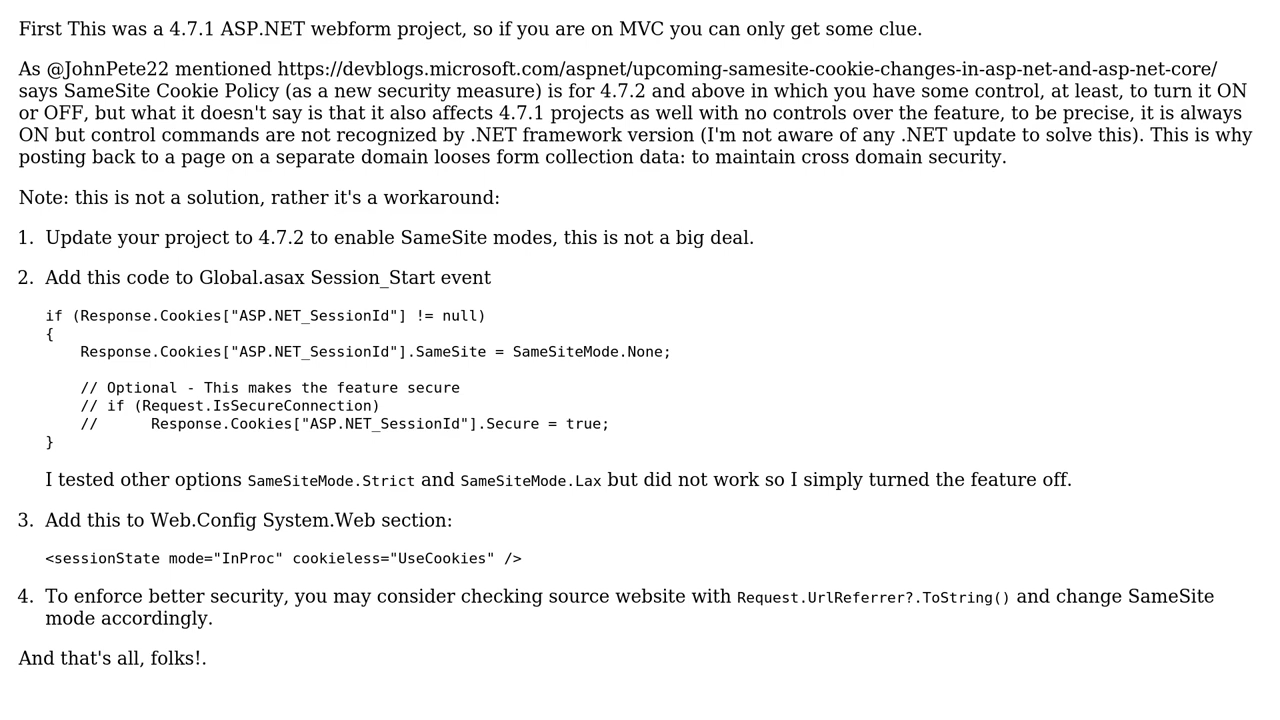 First This was a 4.7.1 ASP.NET webform project, so if you are on MVC you can only get some clue.
As @JohnPete22 mentioned https://devblogs.microsoft.com/aspnet/upcoming-samesite-cookie-changes-in-asp-net-and-asp-net-core/
says SameSite Cookie Policy (as a new security measure) is for 4.7.2 and above in which you have some control, at least, to turn it ON
or OFF, but what it doesn't say is that it also affects 4.7.1 projects as well with no controls over the feature, to be precise, it is always
ON but control commands are not recognized by .NET framework version (I'm not aware of any .NET update to solve this). This is why
posting back to a page on a separate domain looses form collection data: to maintain cross domain security.
Note: this is not a solution, rather it's a workaround:
1. Update your project to 4.7.2 to enable SameSite modes, this is not a big deal.
2. Add this code to Global.asax Session_Start event
if (Response.Cookies["ASP.NET_SessionId"] != null)
{
    Response.Cookies["ASP.NET_SessionId"].SameSite = SameSiteMode.None;
    // Optional - This makes the feature secure
    // if (Request.IsSecureConnection)
    //      Response.Cookies["ASP.NET_SessionId"].Secure = true;
}
I tested other options SameSiteMode.Strict and SameSiteMode.Lax but did not work so I simply turned the feature off.
3. Add this to Web.Config System.Web section:
<sessionState mode="InProc" cookieless="UseCookies" />
4. To enforce better security, you may consider checking source website with Request.UrlReferrer?.ToString() and change SameSite
mode accordingly.
And that's all, folks!.